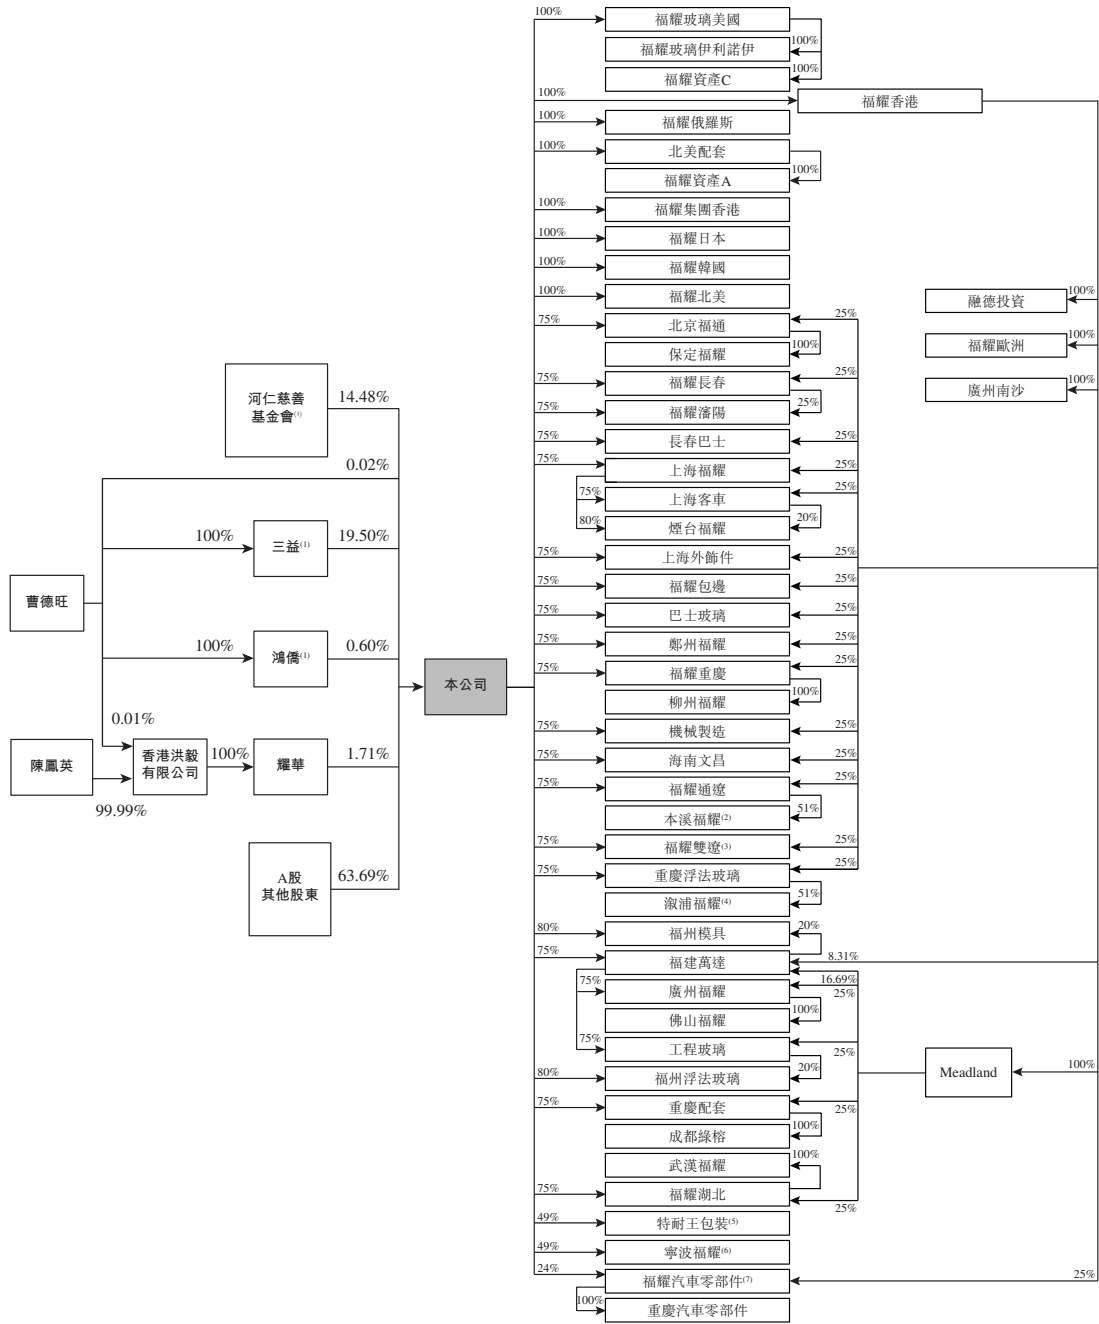 100%
福耀玻璃美國
100%
福耀玻璃伊利諾伊
100%
福耀資產C
100%
福耀香港
100%
福耀俄羅斯
100%
北美配套
100%
福耀資產A
100%
福耀集團香港
100%
福耀日本
100%
福耀韓國
100%
福耀北美
100%
融德投資
75%
北京福通
25%
100%
保定福耀
100%
福耀歐洲
75%
福耀長春
25%
100%
廣州南沙
75%
福耀瀋陽
25%
75%
長春巴士
25%
75%
上海福耀
25%
75%
上海客車
25%
80%
煙台福耀
20%
75%
上海外飾件
25%
75%
福耀包邊
25%
75%
巴士玻璃
25%
75%
鄭州福耀
25%
75%
福耀重慶
25%
100%
柳州福耀
75%
機械製造
25%
75%
海南文昌
25%
75%
福耀通遼
25%
51%
本溪福耀(2)
75%
福耀雙遼(3)
25%
75%
重慶浮法玻璃
25%
51%
溆浦福耀(4)
80%
福州模具
20%
75%
福建萬達
8.31%
16.69%
75%
廣州福耀
25%
100%
佛山福耀
75%
工程玻璃
25%
Meadland
100%
80%
福州浮法玻璃
20%
75%
重慶配套
25%
100%
成都綠榕
武漢福耀
100%
75%
福耀湖北
25%
49%
特耐王包裝(5)
49%
寧波福耀(6)
24%
福耀汽車零部件(7)
25%
100%
重慶汽車零部件
河仁慈善
基金會(1)
14.48%
0.02%
100%
三益(1)
19.50%
曹德旺
100%
鴻僑(1)
0.60%
本公司
0.01%
陳鳳英
99.99%
香港洪毅
有限公司
100%
耀華
1.71%
A股
其他股東
63.69%